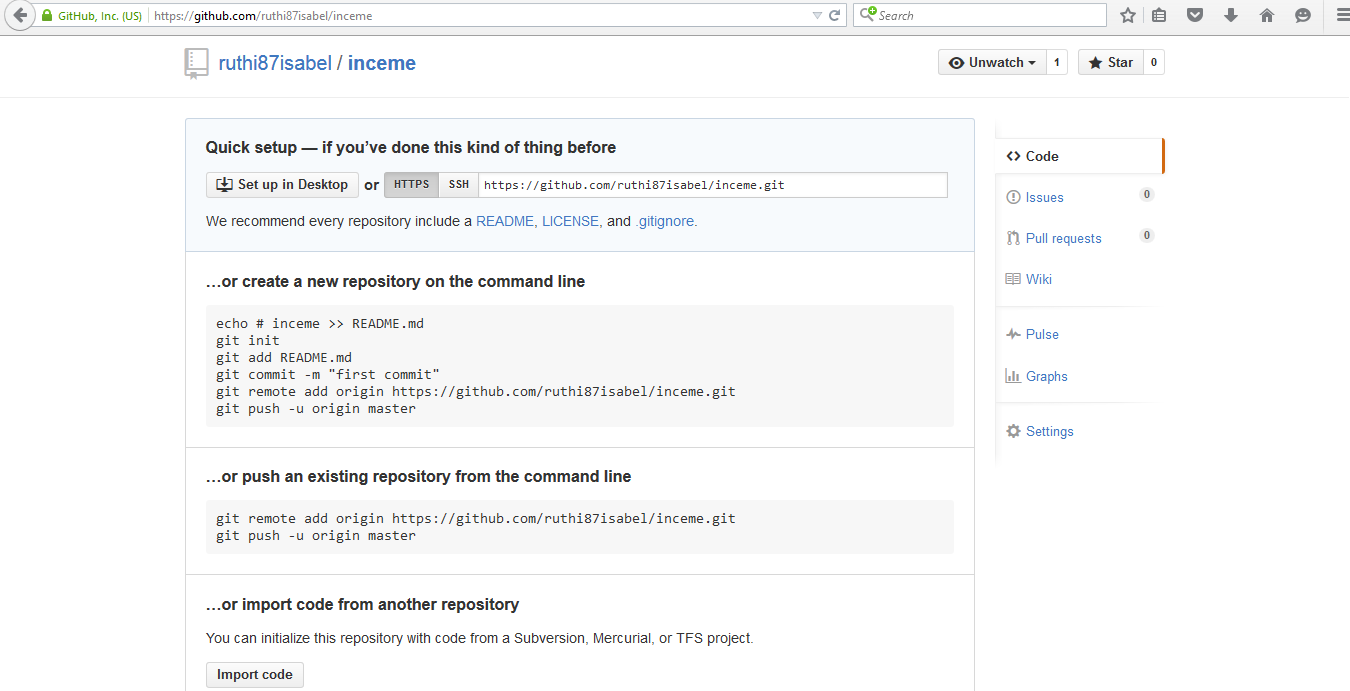 GitHub, Inc. (US) https://github.com/ruthi87isabel/inceme Search
ruthi87isabel / inceme
Unwatch 1 Star 0
Quick setup — if you've done this kind of thing before
Set up in Desktop or HTTPS SSH https://github.com/ruthi87isabel/inceme.git
We recommend every repository include a README, LICENSE, and .gitignore.
…or create a new repository on the command line
echo # inceme >> README.md
git init
git add README.md
git commit -m "first commit"
git remote add origin https://github.com/ruthi87isabel/inceme.git
git push -u origin master
…or push an existing repository from the command line
git remote add origin https://github.com/ruthi87isabel/inceme.git
git push -u origin master
…or import code from another repository
You can initialize this repository with code from a Subversion, Mercurial, or TFS project.
Import code
Code
Issues 0
Pull requests 0
Wiki
Pulse
Graphs
Settings